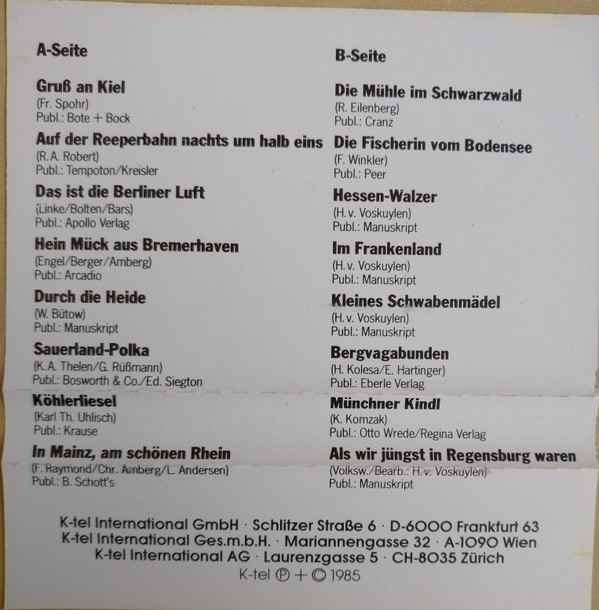 A-Seite
Gruß an Kiel
(Fr. Spohr)
Publ.: Bote + Bock
Auf der Reeperbahn nachts um halb eins
(R. A. Robert)
Publ.: Tempoton/Kreisler
Das ist die Berliner Luft
(Linke/Bolten/Bars)
Publ.: Apollo Verlag
Hein Mück aus Bremerhaven
(Engel/Berger/Amberg)
Publ.: Arcadio
Durch die Heide
(W. Bütow)
Publ.: Manuskript
Sauerland-Polka
(K.A. Thelen/G. Rüßmann)
Publ.: Bosworth & Co./Ed. Siegton
Köhlerliesel
(Karl Th. Uhlisch)
Publ.: Krause
In Mainz, am schönen Rhein
(F. Raymond/Chr. Amberg/L. Andersen)
Publ.: B. Schott's
B-Seite
Die Mühle im Schwarzwald
(R. Eilenberg)
Publ.: Cranz
Die Fischerin vom Bodensee
(F. Winkler)
Publ.: Peer
Hessen-Walzer
(H. v. Voskuylen)
Publ.: Manuskript
Im Frankenland
(H. v. Voskuylen)
Publ.: Manuskript
Kleines Schwabenmädel
(H. v. Voskuylen)
Publ.: Manuskript
Bergvagabunden
(H. Kolesa/E. Hartinger)
Publ.: Eberle Verlag
Münchner Kindl
(K. Komzak)
Publ.: Otto Wrede/Regina Verlag
Als wir jüngst in Regensburg waren
(Volksw./Bearb.: H. v. Voskuylen)
Publ.: Manuskript
K-tel International GmbH · Schlitzer Straße 6 · D-6000 Frankfurt 63
K-tel International Ges.m.b.H. · Mariannengasse 32 · A-1090 Wien
K-tel International AG · Laurenzgasse 5 · CH-8035 Zürich
K-tel ℗ + © 1985